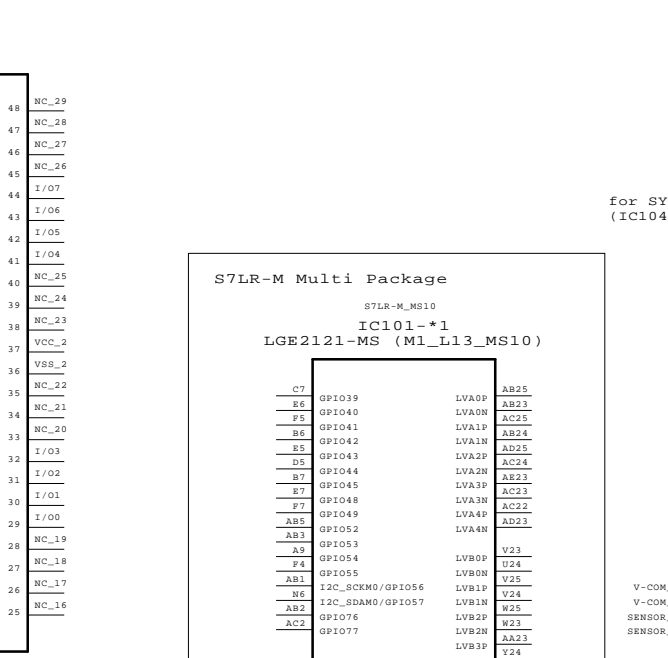 48 NC_29
47 NC_28
46 NC_27
45 NC_26
44 I/O7
43 I/O6
42 I/O5
41 I/O4
40 NC_25
39 NC_24
38 NC_23
37 VCC_2
36 VSS_2
35 NC_22
34 NC_21
33 NC_20
32 I/O3
31 I/O2
30 I/O1
29 I/O0
28 NC_19
27 NC_18
26 NC_17
25 NC_16
for SY
(IC104
S7LR-M Multi Package
S7LR-M_MS10
IC101-*1
LGE2121-MS (M1_L13_MS10)
C7 GPIO39 LVA0P AB25
E6 GPIO40 LVA0N AB23
F5 GPIO41 LVA1P AC25
B6 GPIO42 LVA1N AB24
E5 GPIO43 LVA2P AD25
D5 GPIO44 LVA2N AC24
B7 GPIO45 LVA3P AE23
E7 GPIO48 LVA3N AC23
F7 GPIO49 LVA4P AC22
AB5 GPIO52 LVA4N AD23
AB3 GPIO53
A9 GPIO54 LVB0P V23
F4 GPIO55 LVB0N U24
AB1 I2C_SCKM0/GPIO56 LVB1P V25
N6 I2C_SDAM0/GPIO57 LVB1N V24
AB2 GPIO76 LVB2P W25
AC2 GPIO77 LVB2N W23
LVB3P AA23
Y24
V-COM_
V-COM_
SENSOR_
SENSOR_